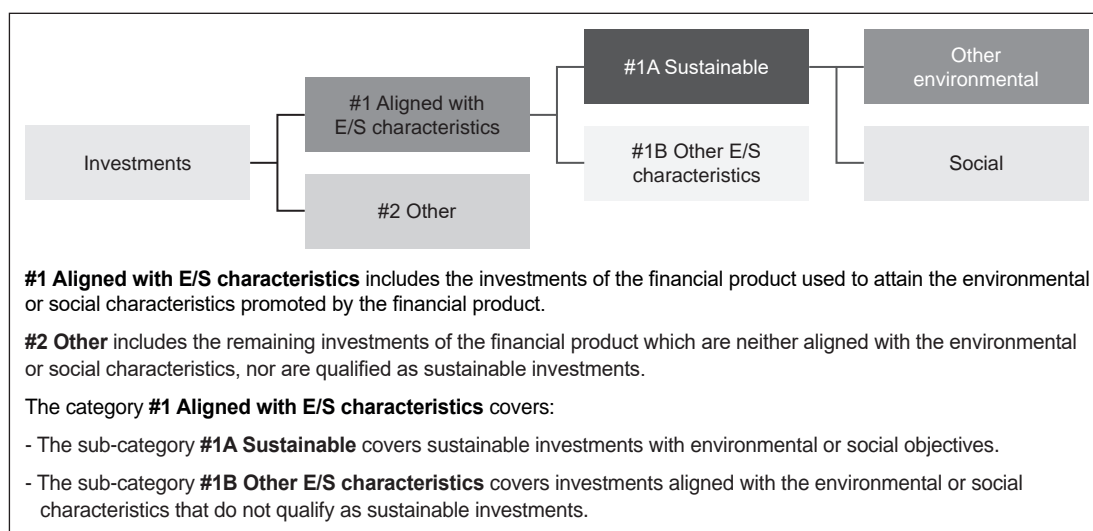 #1A Sustainable
Other
environmental
#1 Aligned with
E/S characteristics
Investments
#1B Other E/S
characteristics
Social
#2 Other
#1 Aligned with E/S characteristics includes the investments of the financial product used to attain the environmental
or social characteristics promoted by the financial product.
#2 Other includes the remaining investments of the financial product which are neither aligned with the environmental
or social characteristics, nor are qualified as sustainable investments.
The category #1 Aligned with E/S characteristics covers:
- The sub-category #1A Sustainable covers sustainable investments with environmental or social objectives.
- The sub-category #1B Other E/S characteristics covers investments aligned with the environmental or social
characteristics that do not qualify as sustainable investments.